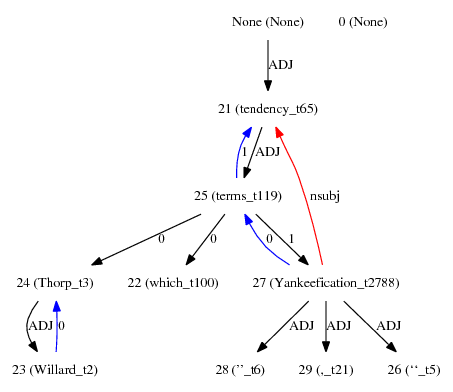 None (None) 0 (None)
ADJ
21 (tendency_t65)
1 ADJ
25 (terms_t119) nsubj
0 0 0 1
24 (Thorp_t3) 22 (which_t100) 27 (Yankeefication_t2788)
ADJ 0 ADJ ADJ ADJ
23 (Willard_t2) 28 (’’_t6) 29 (,_t21) 26 (‘‘_t5)